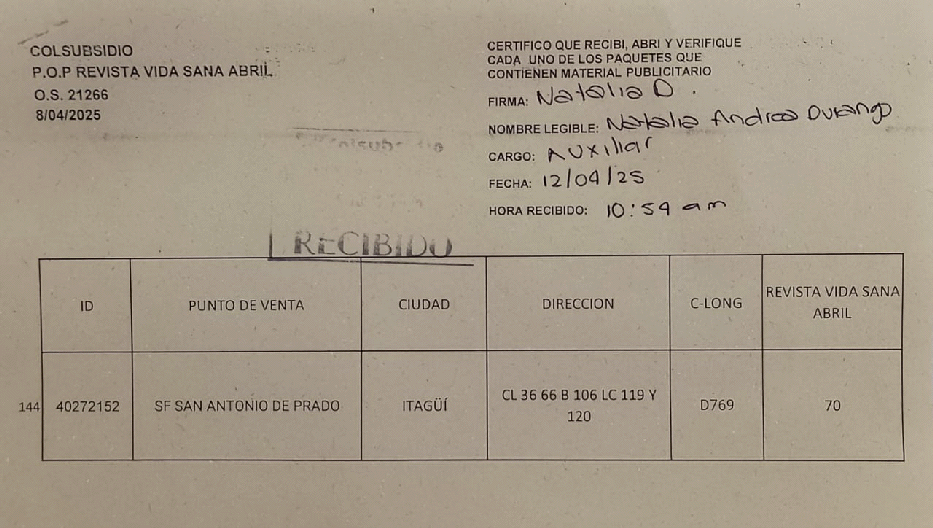 COLSUBSIDIO
P.O.P REVISTA VIDA SANA ABRIL
O.S. 21266
8/04/2025
CERTIFICO QUE RECIBI, ABRI Y VERIFIQUE
CADA UNO DE LOS PAQUETES QUE
CONTIENEN MATERIAL PUBLICITARIO
FIRMA: Natalia D.
NOMBRE LEGIBLE: Natalia Andrea Durango
CARGO: Auxiliar
FECHA: 12/04/25
HORA RECIBIDO: 10:54 am
RECIBIDO
ID PUNTO DE VENTA CIUDAD DIRECCION C-LONG REVISTA VIDA SANA
ABRIL
144 40272152 SF SAN ANTONIO DE PRADO ITAGÜÍ CL 36 66 B 106 LC 119 Y
120 D769 70